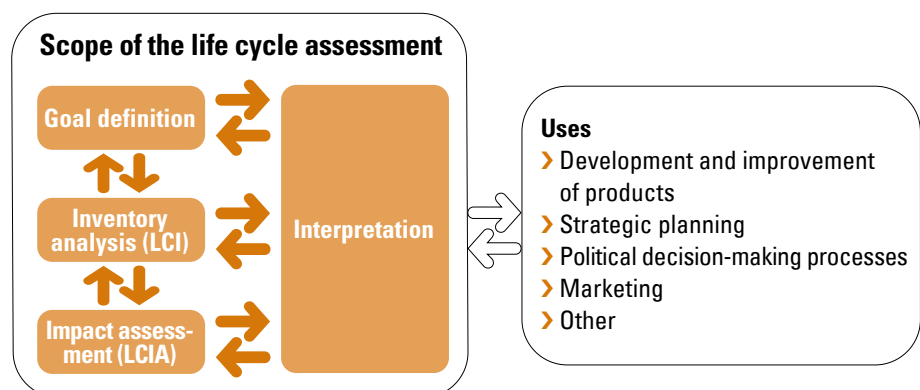 Scope of the life cycle assessment
Goal definition
Inventory
analysis (LCI)
Impact assess-
ment (LCIA)
Interpretation
Uses
❯ Development and improvement
of products
❯ Strategic planning
❯ Political decision-making processes
❯ Marketing
❯ Other